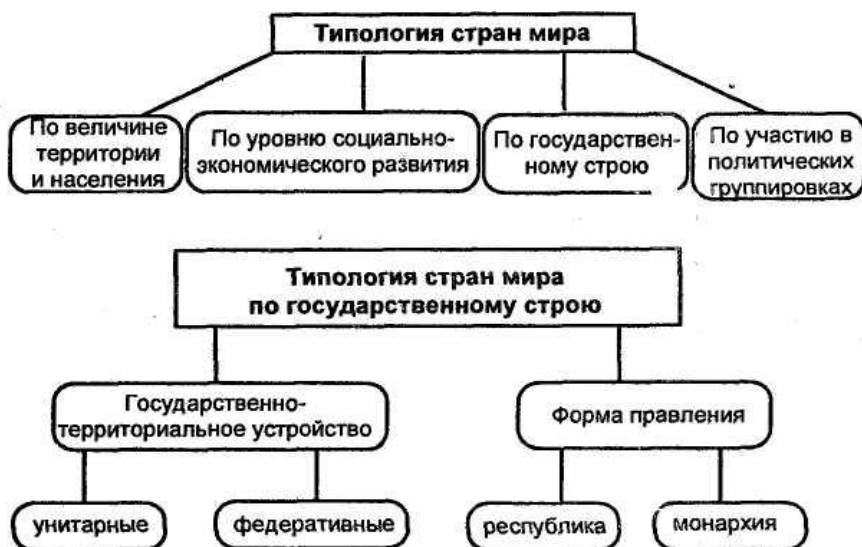 Типология стран мира
По величине
территории
и населения
По уровню социально-
экономического развития
По государствен-
ному строю
По участию в
политических
группировках
Типология стран мира
по государственному строю
Государственно-
территориальное устройство
Форма правления
унитарные
федеративные
республика
монархия